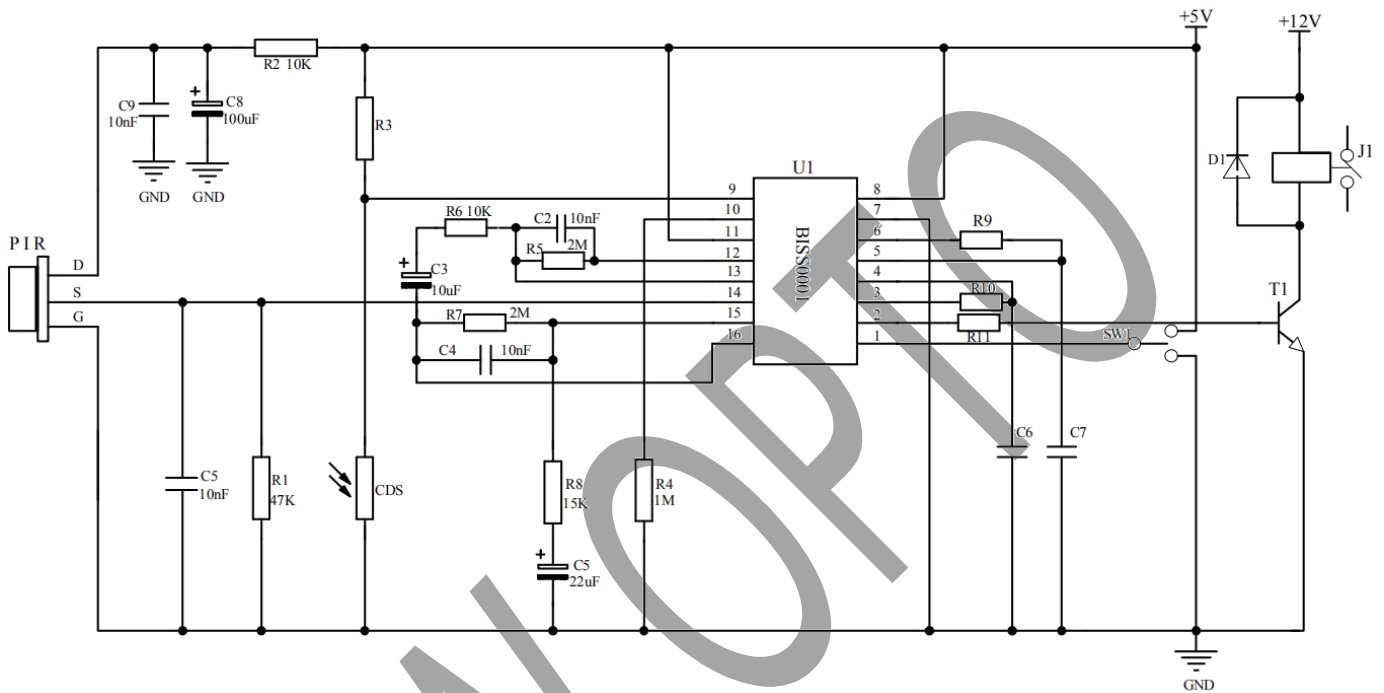 +5V
+12V
R2 10K
C9
10nF
C8
100uF
R3
GND
GND
D1
J1
U1
BISS0001
9
10
11
12
13
14
15
16
8
7
6
5
4
3
2
1
R6 10K
C2
10nF
R5
2M
R9
PIR
D
S
G
C3
10uF
R7
2M
C4
10nF
R10
R11
SW1
T1
C6
C7
C5
10nF
R1
47K
CDS
R8
15K
R4
1M
C5
22uF
GND
W OPTO